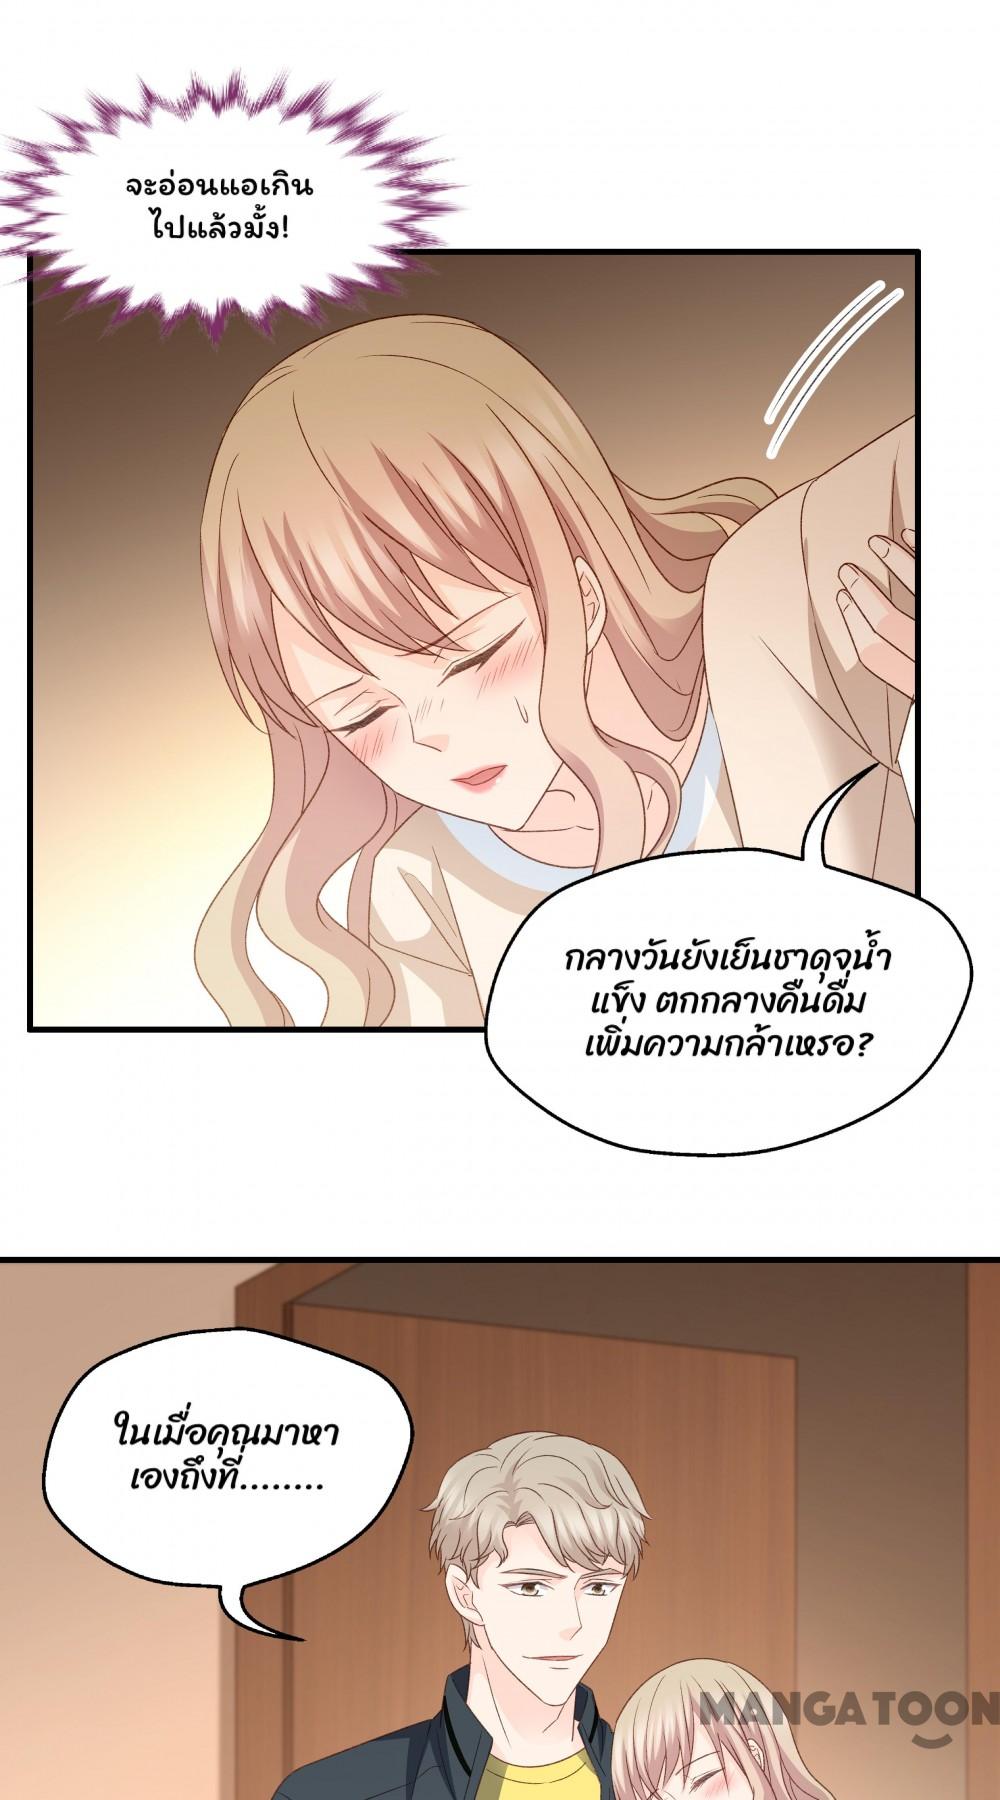 จะอ่อนแอเกิน
ไปแล้วมั้ง!
กลางวันยังเย็นชาดุจน้ำ
แข็ง ตกกลางคืนดื่ม
เพิ่มความกล้าเหรอ?
ในเมื่อคุณมาหา
เองถึงที่........
MANGATOON